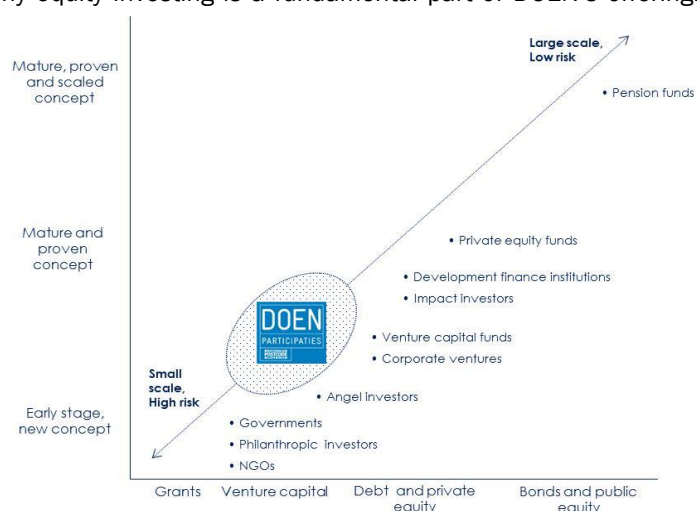 ny equity investing is a fundamental part of DOEN's offering.
Large scale,
Low risk
Mature, proven
and scaled
concept
• Pension funds
Mature and
proven
concept
• Private equity funds
• Development finance institutions
• Impact investors
DOEN
PARTICIPATIES
• Venture capital funds
• Corporate ventures
Small
scale,
High risk
• Angel investors
Early stage,
new concept
• Governments
• Philanthropic investors
• NGOs
Grants
Venture capital
Debt and private
equity
Bonds and public
equity